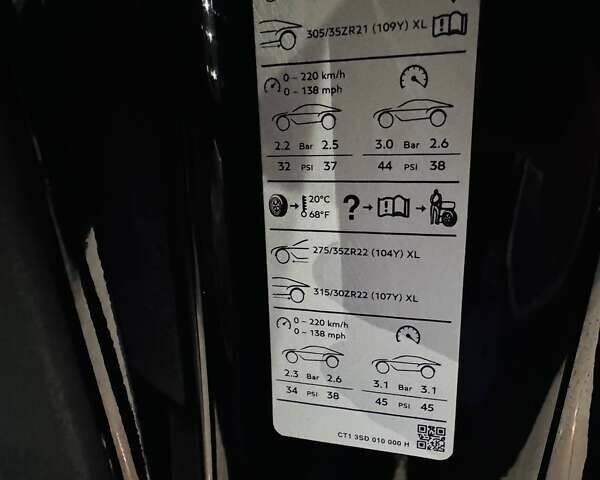 305/35ZR21 (109Y) XL
0 – 220 km/h
0 – 138 mph
2.2 Bar 2.5 3.0 Bar 2.6
32 PSI 37 44 PSI 38
20°C
68°F
?
275/35ZR22 (104Y) XL
315/30ZR22 (107Y) XL
0 – 220 km/h
0 – 138 mph
2.3 Bar 2.6 3.1 Bar 3.1
34 PSI 38 45 PSI 45
CT1 3SD 010 000 H